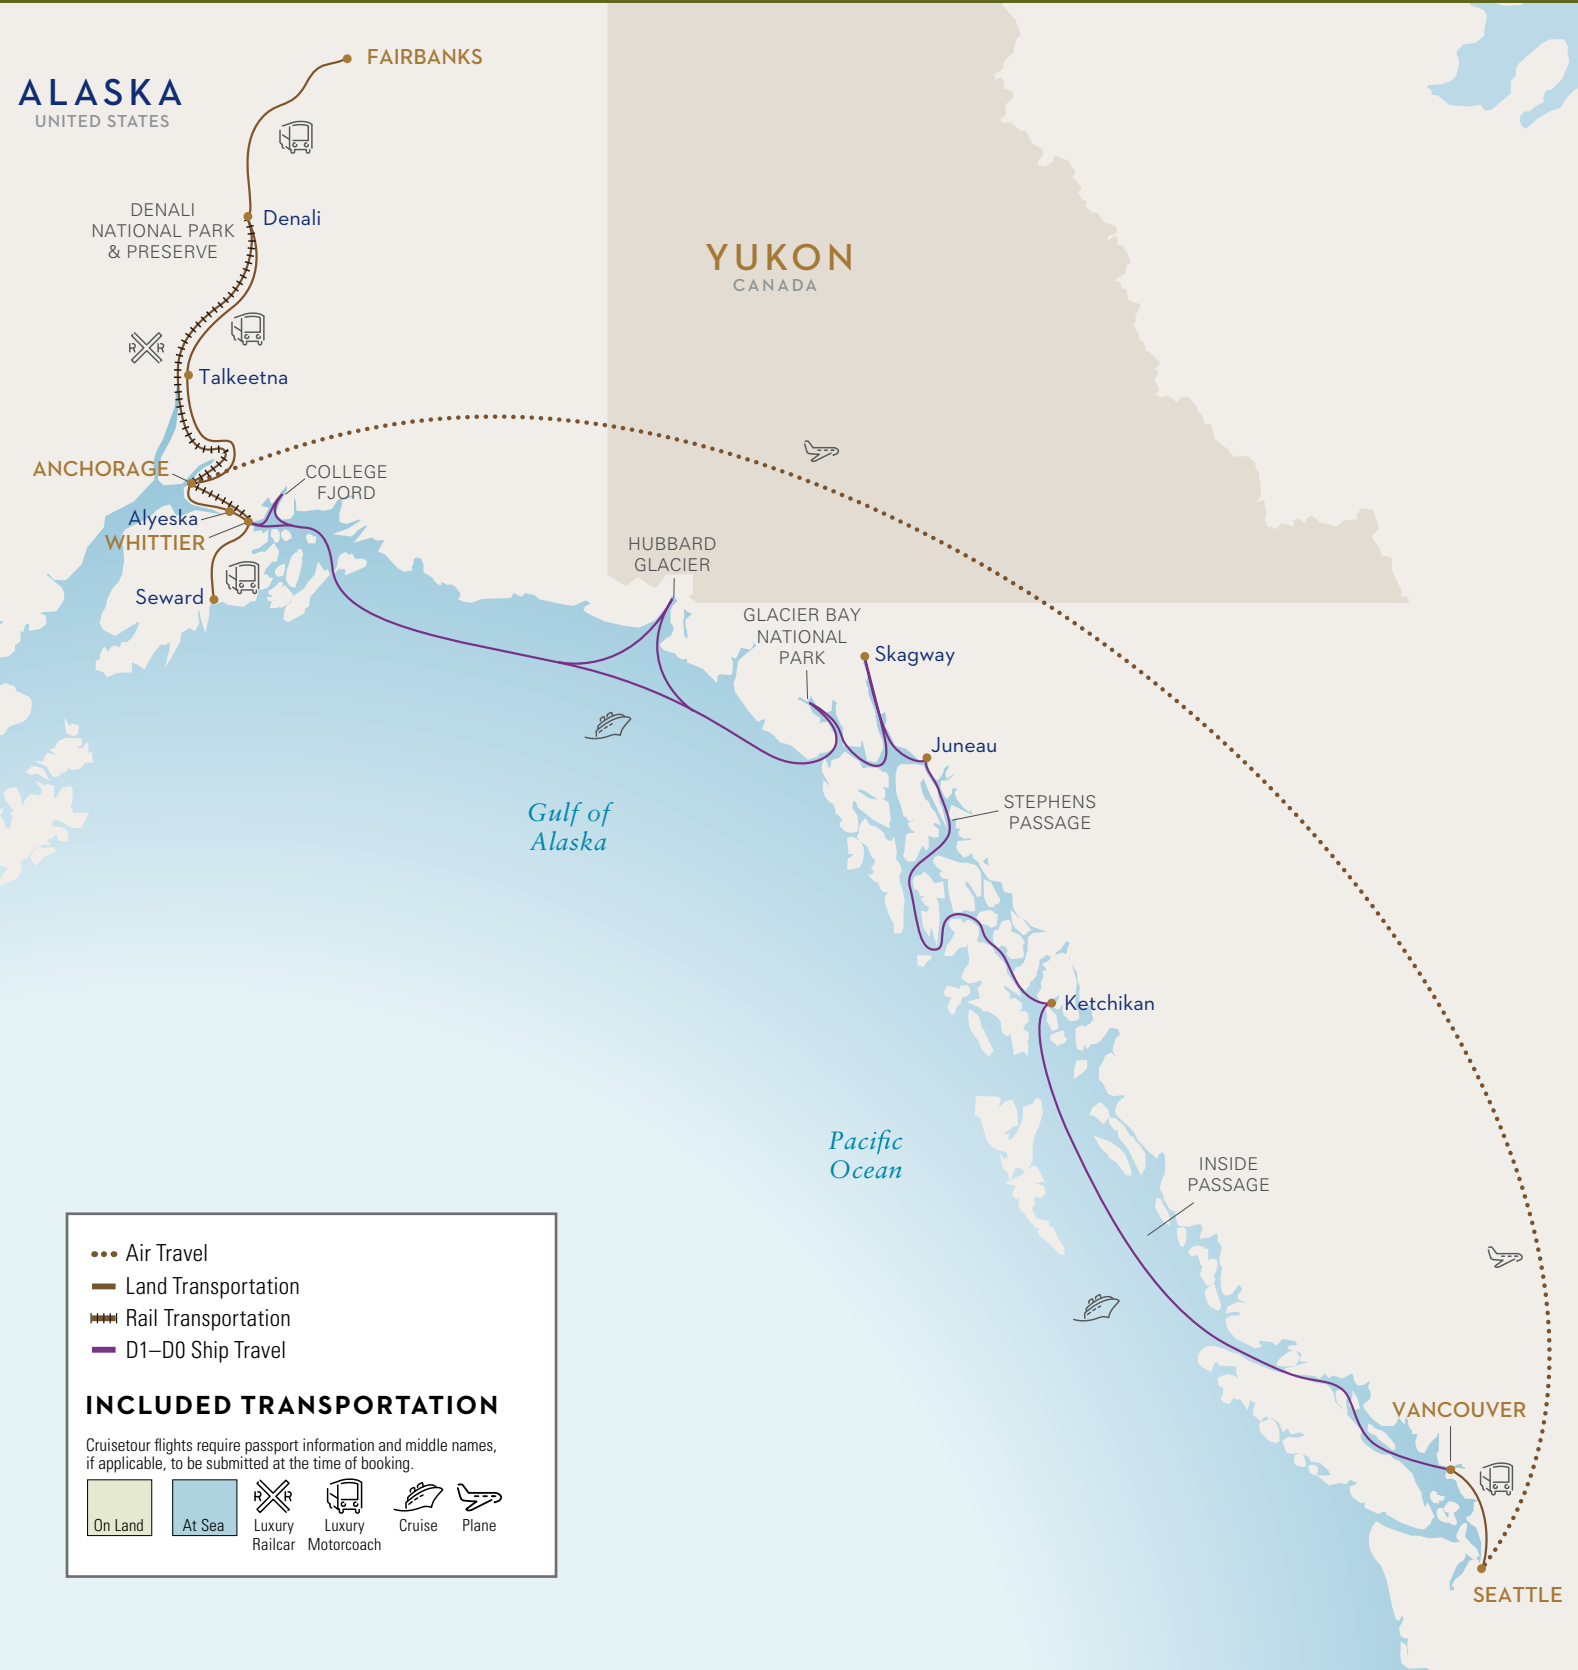 FAIRBANKS
ALASKA
UNITED STATES
DENALI
NATIONAL PARK
& PRESERVE
Denali
YUKON
CANADA
R R
Talkeetna
ANCHORAGE
COLLEGE
FJORD
Alyeska
WHITTIER
Seward
HUBBARD
GLACIER
GLACIER BAY
NATIONAL
PARK
Skagway
Juneau
STEPHENS
PASSAGE
Gulf of
Alaska
Ketchikan
Pacific
Ocean
INSIDE
PASSAGE
VANCOUVER
SEATTLE
Air Travel
Land Transportation
Rail Transportation
D1–D0 Ship Travel
INCLUDED TRANSPORTATION
Cruisetour flights require passport information and middle names,
if applicable, to be submitted at the time of booking.
R R
On Land
At Sea
Luxury
Railcar
Luxury
Motorcoach
Cruise
Plane